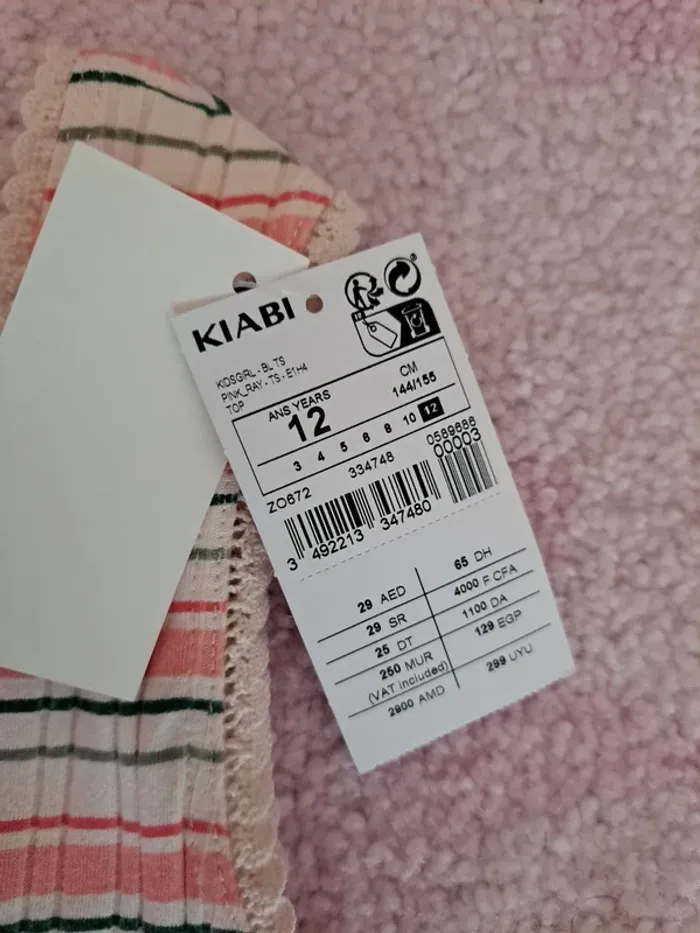 KIABI
KIDSGIRL - BL TS
PINK_RAY - TS - E1H4
TOP
ANS YEARS
12
CM
144/155
3 4 5 6 8 10 12
ZO672
334748
0589686
00003
3 492213 347480
29 AED
65 DH
29 SR
4000 F CFA
25 DT
1100 DA
250 MUR
(VAT included)
129 EGP
2900 AMD
299 UYU